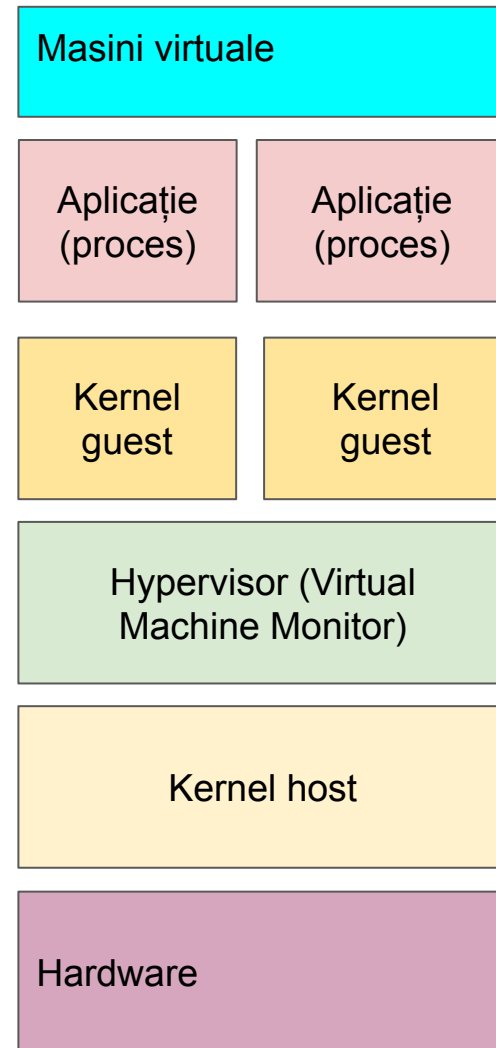 Masini virtuale
Aplicație
(proces)
Aplicație
(proces)
Kernel
guest
Kernel
guest
Hypervisor (Virtual
Machine Monitor)
Kernel host
Hardware